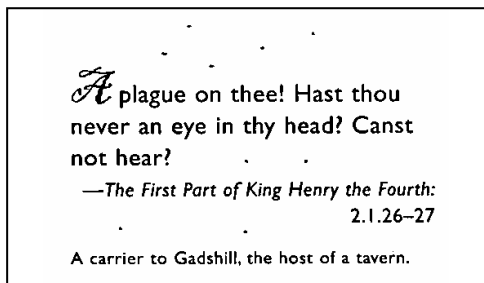 A plague on thee! Hast thou
never an eye in thy head? Canst
not hear?
—The First Part of King Henry the Fourth:
2.1.26–27
A carrier to Gadshill, the host of a tavern.